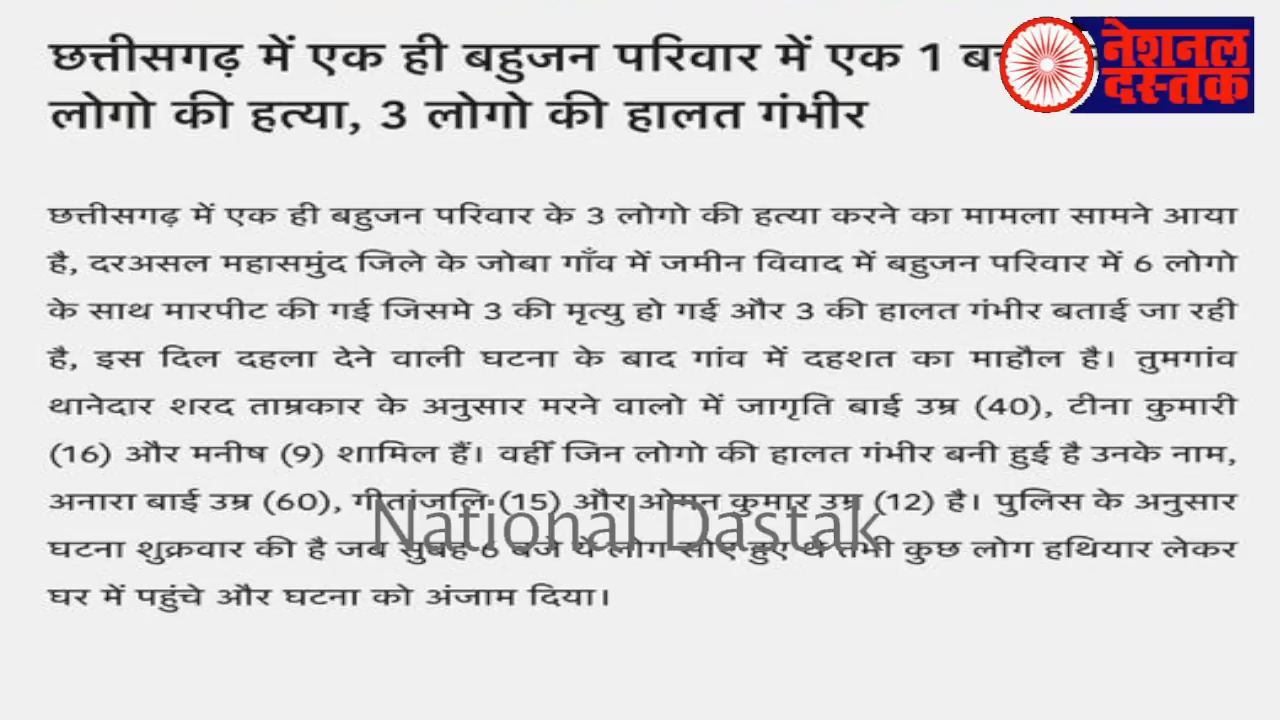 छत्तीसगढ़ में एक ही बहुजन परिवार में एक 1
लोगो की हत्या, 3 लोगो की हालत गंभीर
नेशनल
दस्तक
छत्तीसगढ़ में एक ही बहुजन परिवार के 3 लोगो की हत्या करने का मामला सामने आया
है, दरअसल महासमुंद जिले के जोबा गाँव में जमीन विवाद में बहुजन परिवार में 6 लोगो
के साथ मारपीट की गई जिसमे 3 की मृत्यु हो गई और 3 की हालत गंभीर बताई जा रही
है, इस दिल दहला देने वाली घटना के बाद गांव में दहशत का माहौल है। तुमगांव
थानेदार शरद ताम्रकार के अनुसार मरने वालो में जागृति बाई उम्र (40), टीना कुमारी
(16) और मनीष (9) शामिल हैं। वहीँ जिन लोगो की हालत गंभीर बनी हुई है उनके नाम,
अनारा बाई उम्र (60), गीतांजलि (15) और ओमन कुमार उम्र (12) है। पुलिस के अनुसार
घटना शुक्रवार की है जब सुबह 6 बजे ये लोग सोए हुए थे तभी कुछ लोग हथियार लेकर
घर में पहुंचे और घटना को अंजाम दिया।
National Dastak